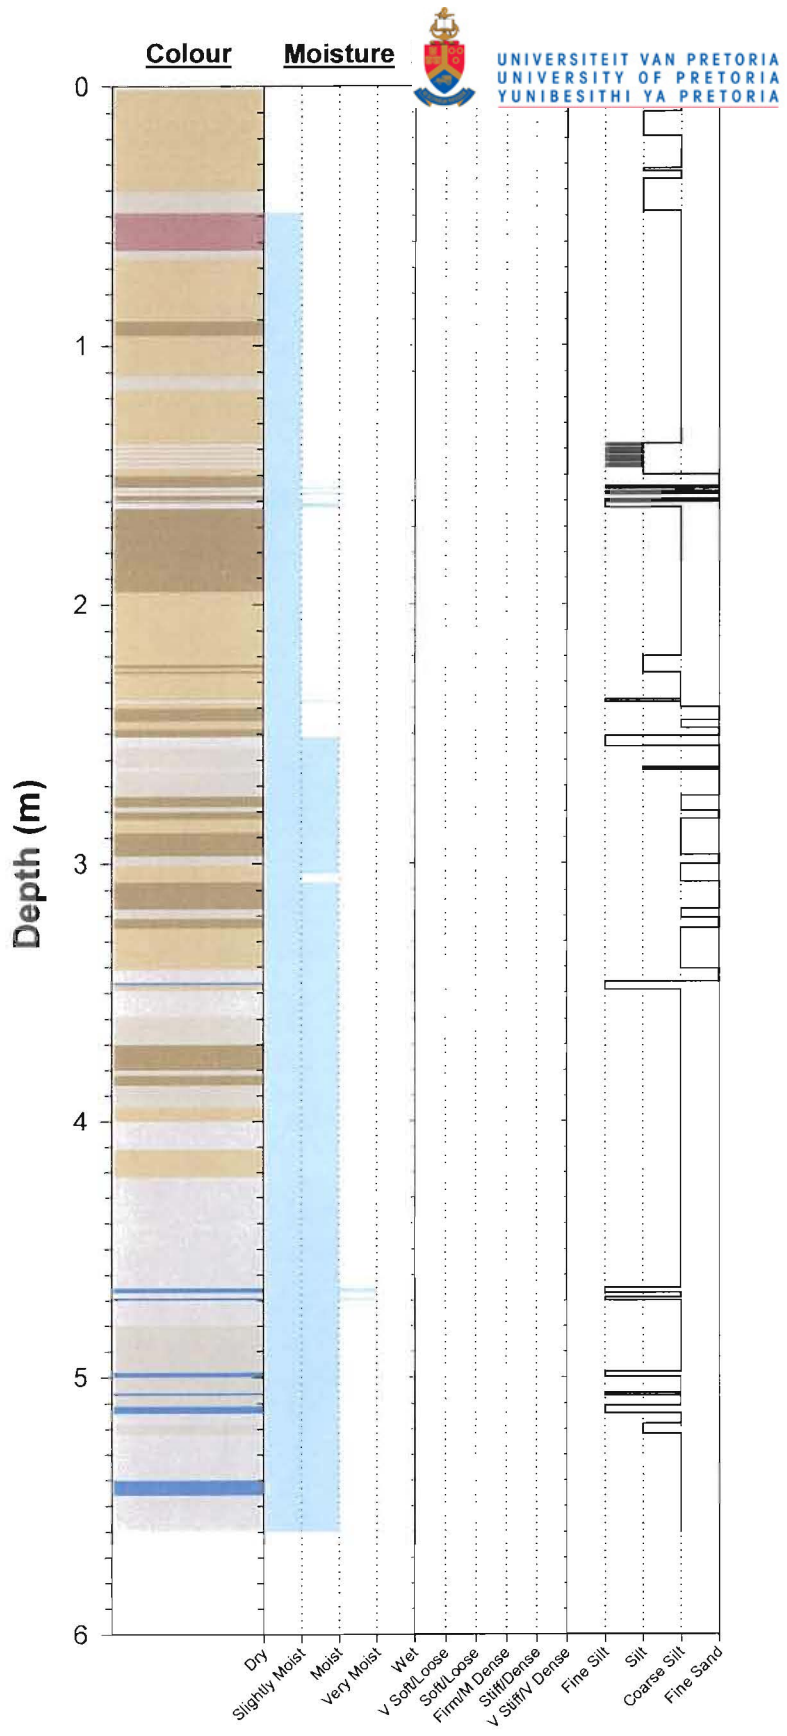 Colour Moisture
UNIVERSITEIT VAN PRETORIA
UNIVERSITY OF PRETORIA
YUNIBESITHI YA PRETORIA
0
1
2
3
4
5
6
Depth (m)
Dry
Slightly Moist
Moist
Very Moist
Wet
V Soft/Loose
Soft/Loose
Firm/M Dense
Stiff/Dense
V Stiff/V Dense
Fine Silt
Silt
Coarse Silt
Fine Sand